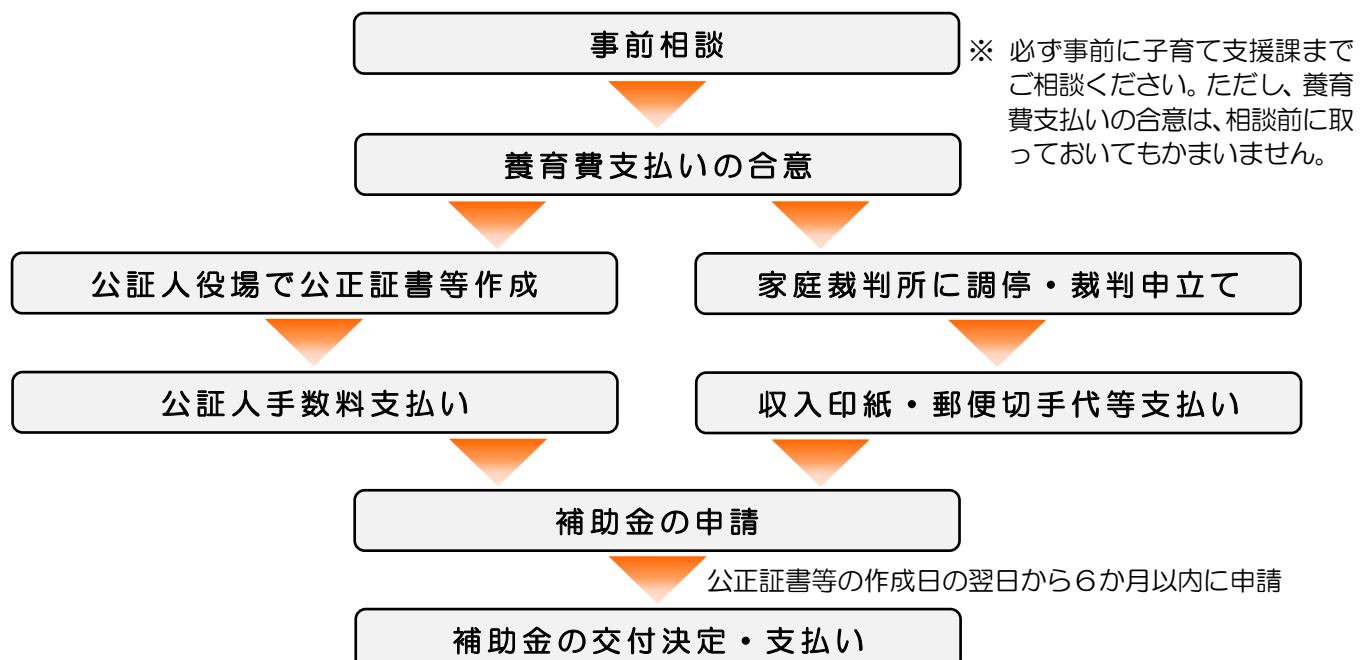 事前相談
※ 必ず事前に子育て支援課まで
ご相談ください。ただし、養育
費支払いの合意は、相談前に取
っておいてもかまいません。
養育費支払いの合意
公証人役場で公正証書等作成
家庭裁判所に調停・裁判申立て
公証人手数料支払い
収入印紙・郵便切手代等支払い
補助金の申請
公正証書等の作成日の翌日から６か月以内に申請
補助金の交付決定・支払い